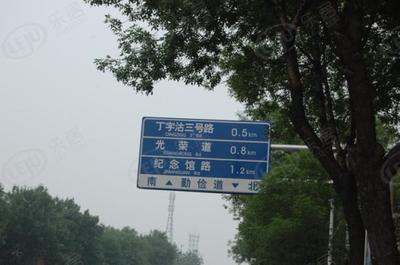 丁字沽三号路 0.5km
光荣道 0.8km
纪念馆路 1.2km
南 ▲ 勤俭道 ▼ 北